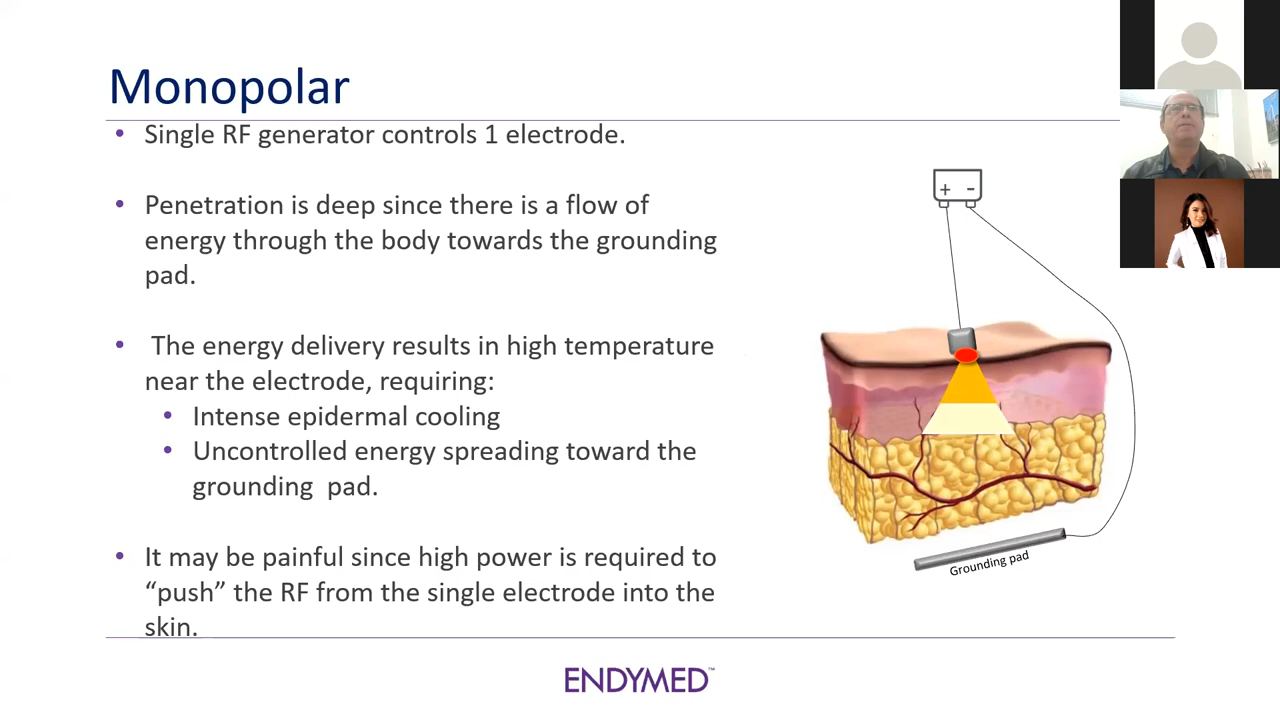 Monopolar
• Single RF generator controls 1 electrode.
• Penetration is deep since there is a flow of
energy through the body towards the grounding
pad.
• The energy delivery results in high temperature
near the electrode, requiring:
• Intense epidermal cooling
• Uncontrolled energy spreading toward the
grounding pad.
• It may be painful since high power is required to
“push” the RF from the single electrode into the
skin.
+ -
Grounding pad
ENDYMED™